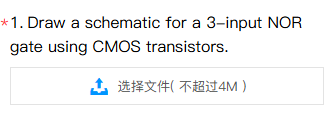 *1. Draw a schematic for a 3-input NOR
gate using CMOS transistors.
选择文件( 不超过4M )